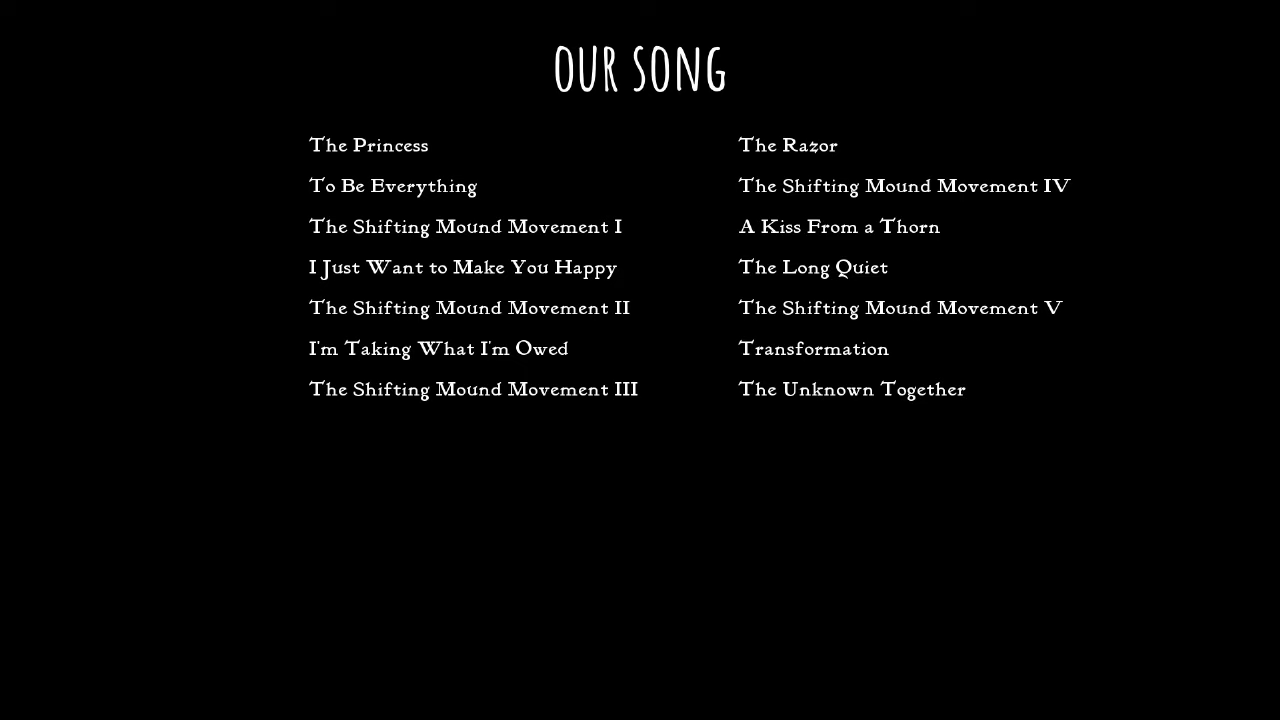 OUR SONG
The Princess
To Be Everything
The Shifting Mound Movement I
I Just Want to Make You Happy
The Shifting Mound Movement II
I'm Taking What I'm Owed
The Shifting Mound Movement III
The Razor
The Shifting Mound Movement IV
A Kiss From a Thorn
The Long Quiet
The Shifting Mound Movement V
Transformation
The Unknown Together